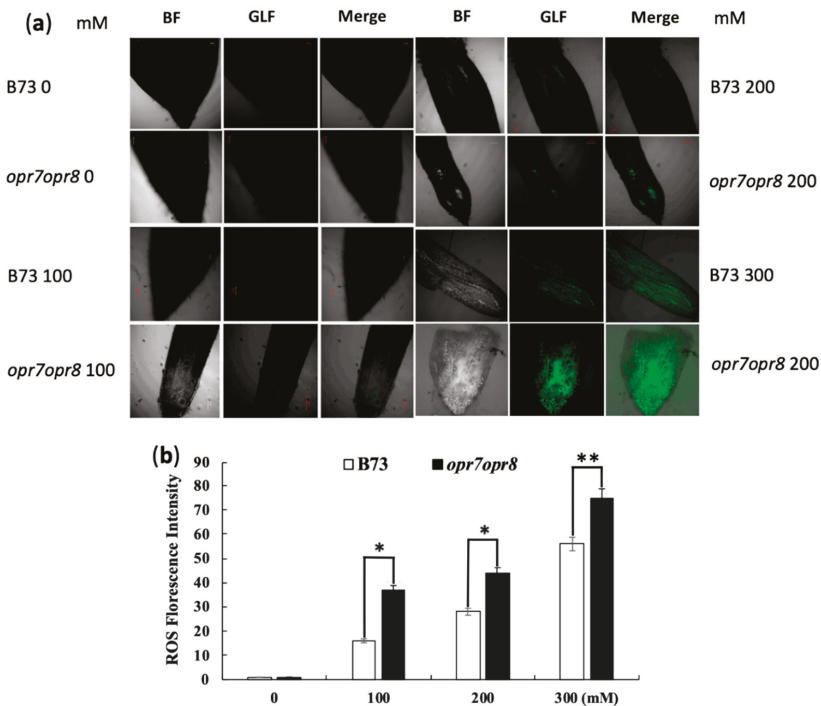 (a) mM BF GLF Merge BF GLF Merge mM
B73 0
B73 200
opr7opr8 0
opr7opr8 200
B73 100
B73 300
opr7opr8 100
opr7opr8 200
(b)
B73 opr7opr8
ROS Florescence Intensity
90
80
70
60
50
40
30
20
10
0
* * **
0 100 200 300 (mM)